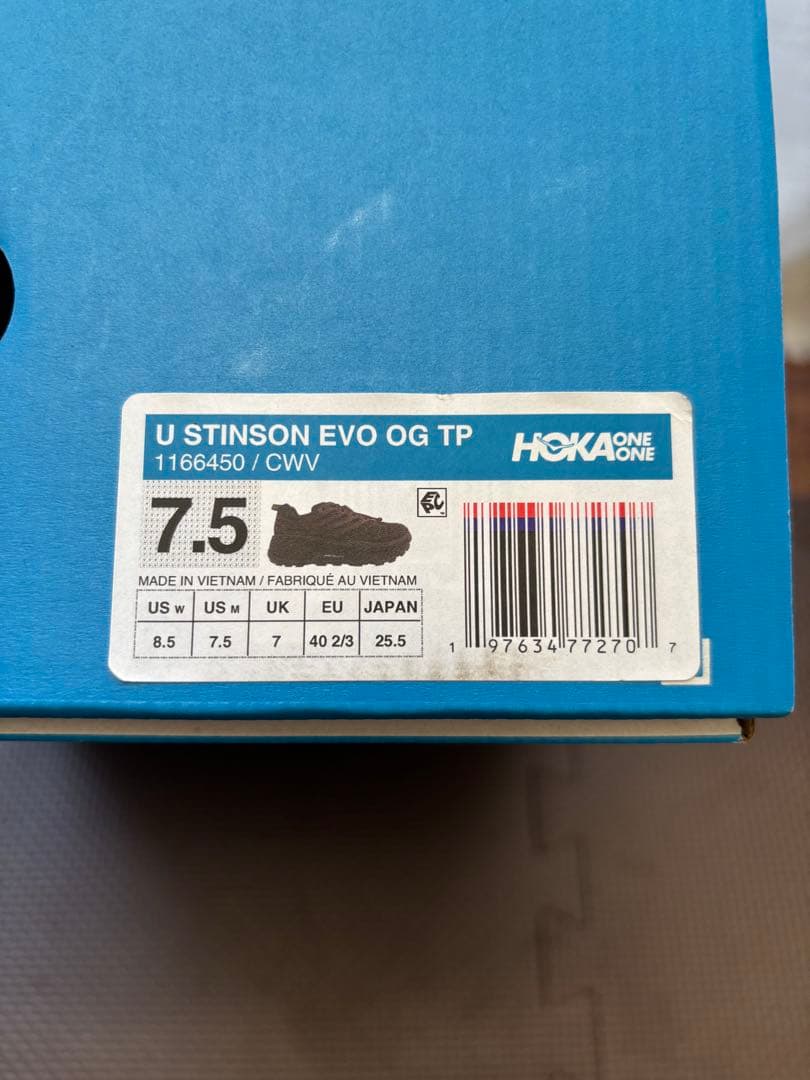 U STINSON EVO OG TP
1166450 / CWV
HOKA ONE ONE
7.5
EPC
MADE IN VIETNAM / FABRIQUÉ AU VIETNAM
US W US M UK EU JAPAN
8.5 7.5 7 40 2/3 25.5
1 97634 77270 7